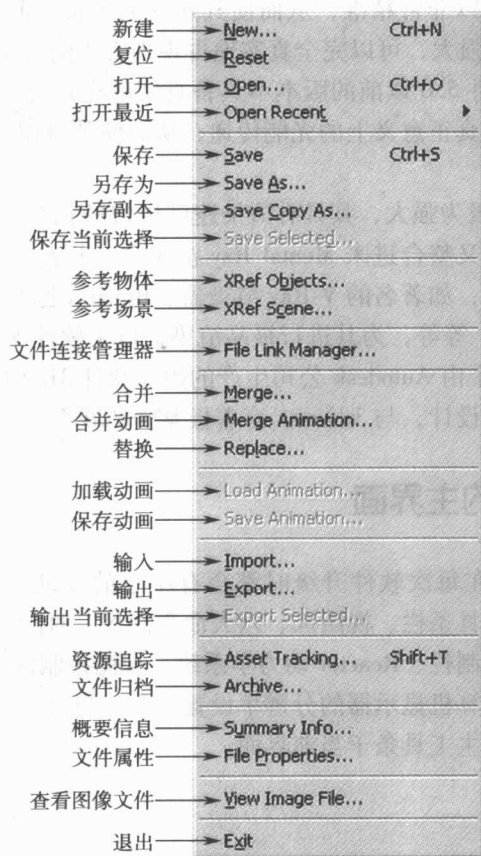 新建 New... Ctrl+N
复位 Reset
打开 Open... Ctrl+O
打开最近 Open Recent
保存 Save Ctrl+S
另存为 Save As...
另存副本 Save Copy As...
保存当前选择 Save Selected...
参考物体 XRef Objects...
参考场景 XRef Scene...
文件连接管理器 File Link Manager...
合并 Merge...
合并动画 Merge Animation...
替换 Replace...
加载动画 Load Animation...
保存动画 Save Animation...
输入 Import...
输出 Export...
输出当前选择 Export Selected...
资源追踪 Asset Tracking... Shift+T
文件归档 Archive...
概要信息 Summary Info...
文件属性 File Properties...
查看图像文件 View Image File...
退出 Exit